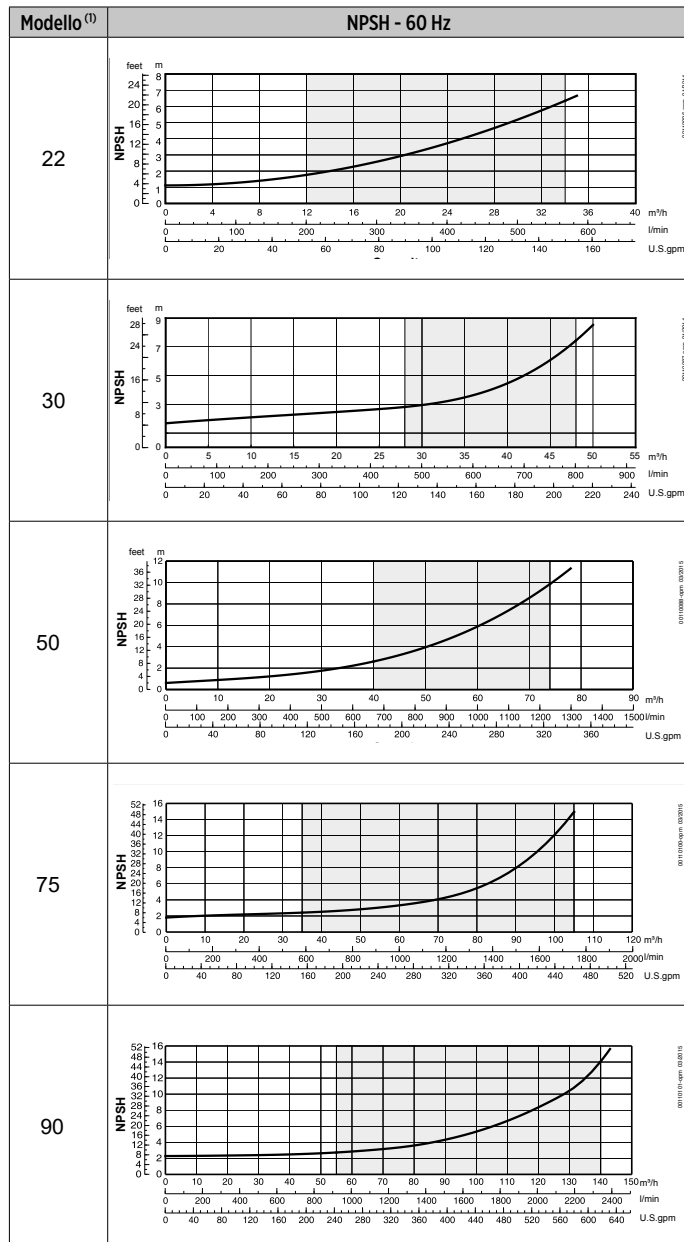 Modello (1) NPSH - 60 Hz
22
feet m
NPSH
24 20 16 12 8 4 0
8 7 6 5 4 3 2 1 0
0 4 8 12 16 20 24 28 32 36 40 m³/h
0 100 200 300 400 500 600 l/min
0 20 40 60 80 100 120 140 160 U.S.gpm
30
feet m
NPSH
28 24 16 8 0
9 7 5 3 0
0 5 10 15 20 25 30 35 40 45 50 55 m³/h
0 100 200 300 400 500 600 700 800 900 l/min
0 20 40 60 80 100 120 140 160 180 200 220 240 U.S.gpm
50
feet m
NPSH
36 32 28 24 20 16 12 8 4 0
12 10 8 6 4 2 0
0 10 20 30 40 50 60 70 80 90 m³/h
0 100 200 300 400 500 600 700 800 900 1000 1100 1200 1300 1400 1500 l/min
0 40 80 120 160 200 240 280 320 360 U.S.gpm
00110088-opm 03/2015
75
NPSH
52 48 44 40 36 32 28 24 20 16 12 8 4 0
16 14 12 10 8 6 4 2 0
0 10 20 30 40 50 60 70 80 90 100 110 120 m³/h
0 200 400 600 800 1000 1200 1400 1600 1800 2000 l/min
0 40 80 120 160 200 240 280 320 360 400 440 480 520 U.S.gpm
00110100-opm 03/2015
90
NPSH
52 48 44 40 36 32 28 24 20 16 12 8 4 0
16 14 12 10 8 6 4 2 0
0 10 20 30 40 50 60 70 80 90 100 110 120 130 140 150 m³/h
0 200 400 600 800 1000 1200 1400 1600 1800 2000 2200 2400 l/min
0 40 80 120 160 200 240 280 320 360 400 440 480 520 560 600 640 U.S.gpm
00110101-opm 03/2015